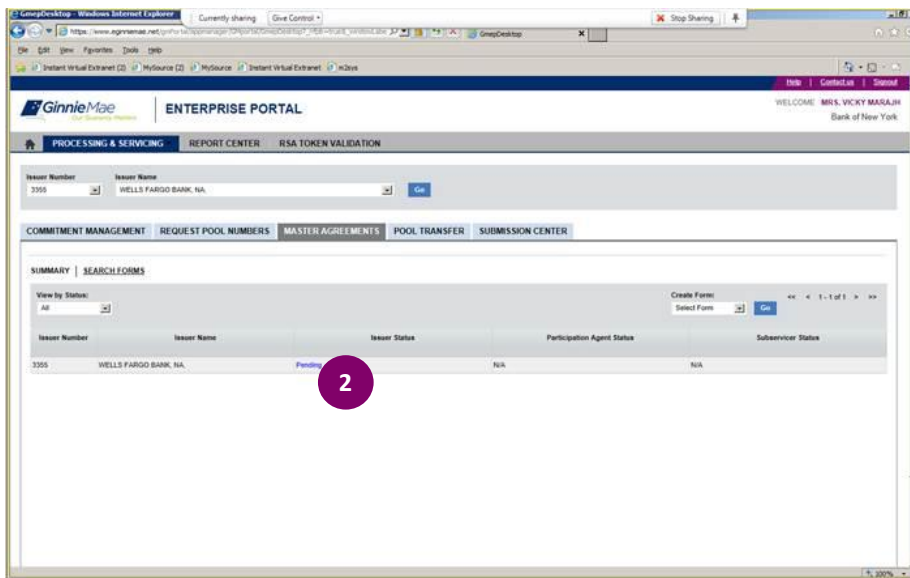 GmepDesktop - Windows Internet Explorer
Currently sharing Give Control
Stop Sharing
GmepDesktop
File Edit View Favorites Tools Help
Instant Virtual Extranet (2) MySource (2) MySource Instant Virtual Extranet
Help | Contact us | Signout
GinnieMae
Our Guaranty Matters
ENTERPRISE PORTAL
WELCOME MRS. VICKY MARAJH
Bank of New York
PROCESSING & SERVICING REPORT CENTER RSA TOKEN VALIDATION
Issuer Number Issuer Name
3355 WELLS FARGO BANK, NA. Go
COMMITMENT MANAGEMENT REQUEST POOL NUMBERS MASTER AGREEMENTS POOL TRANSFER SUBMISSION CENTER
SUMMARY | SEARCH FORMS
View by Status: Create Form:
All Select Form Go << < 1 - 1 of 1 > >>
Issuer Number Issuer Name Issuer Status Participation Agent Status Subservicer Status
3355 WELLS FARGO BANK, NA. Pending N/A N/A
2
100%